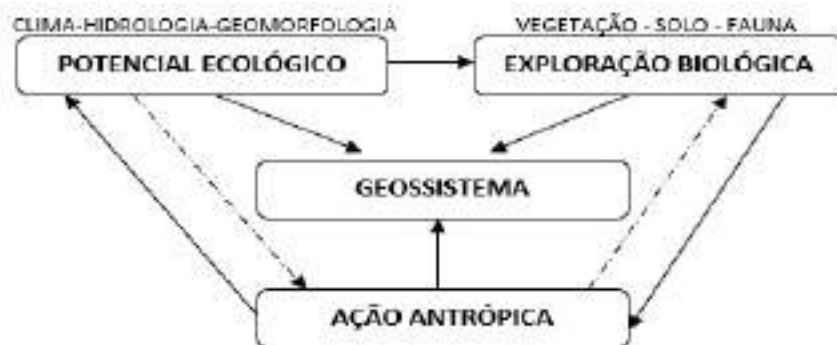 CLIMA-HIDROLOGIA-GEOMORFOLOGIA
VEGETAÇÃO - SOLO - FAUNA
POTENCIAL ECOLÓGICO
EXPLORAÇÃO BIOLÓGICA
GEOSSISTEMA
AÇÃO ANTRÓPICA